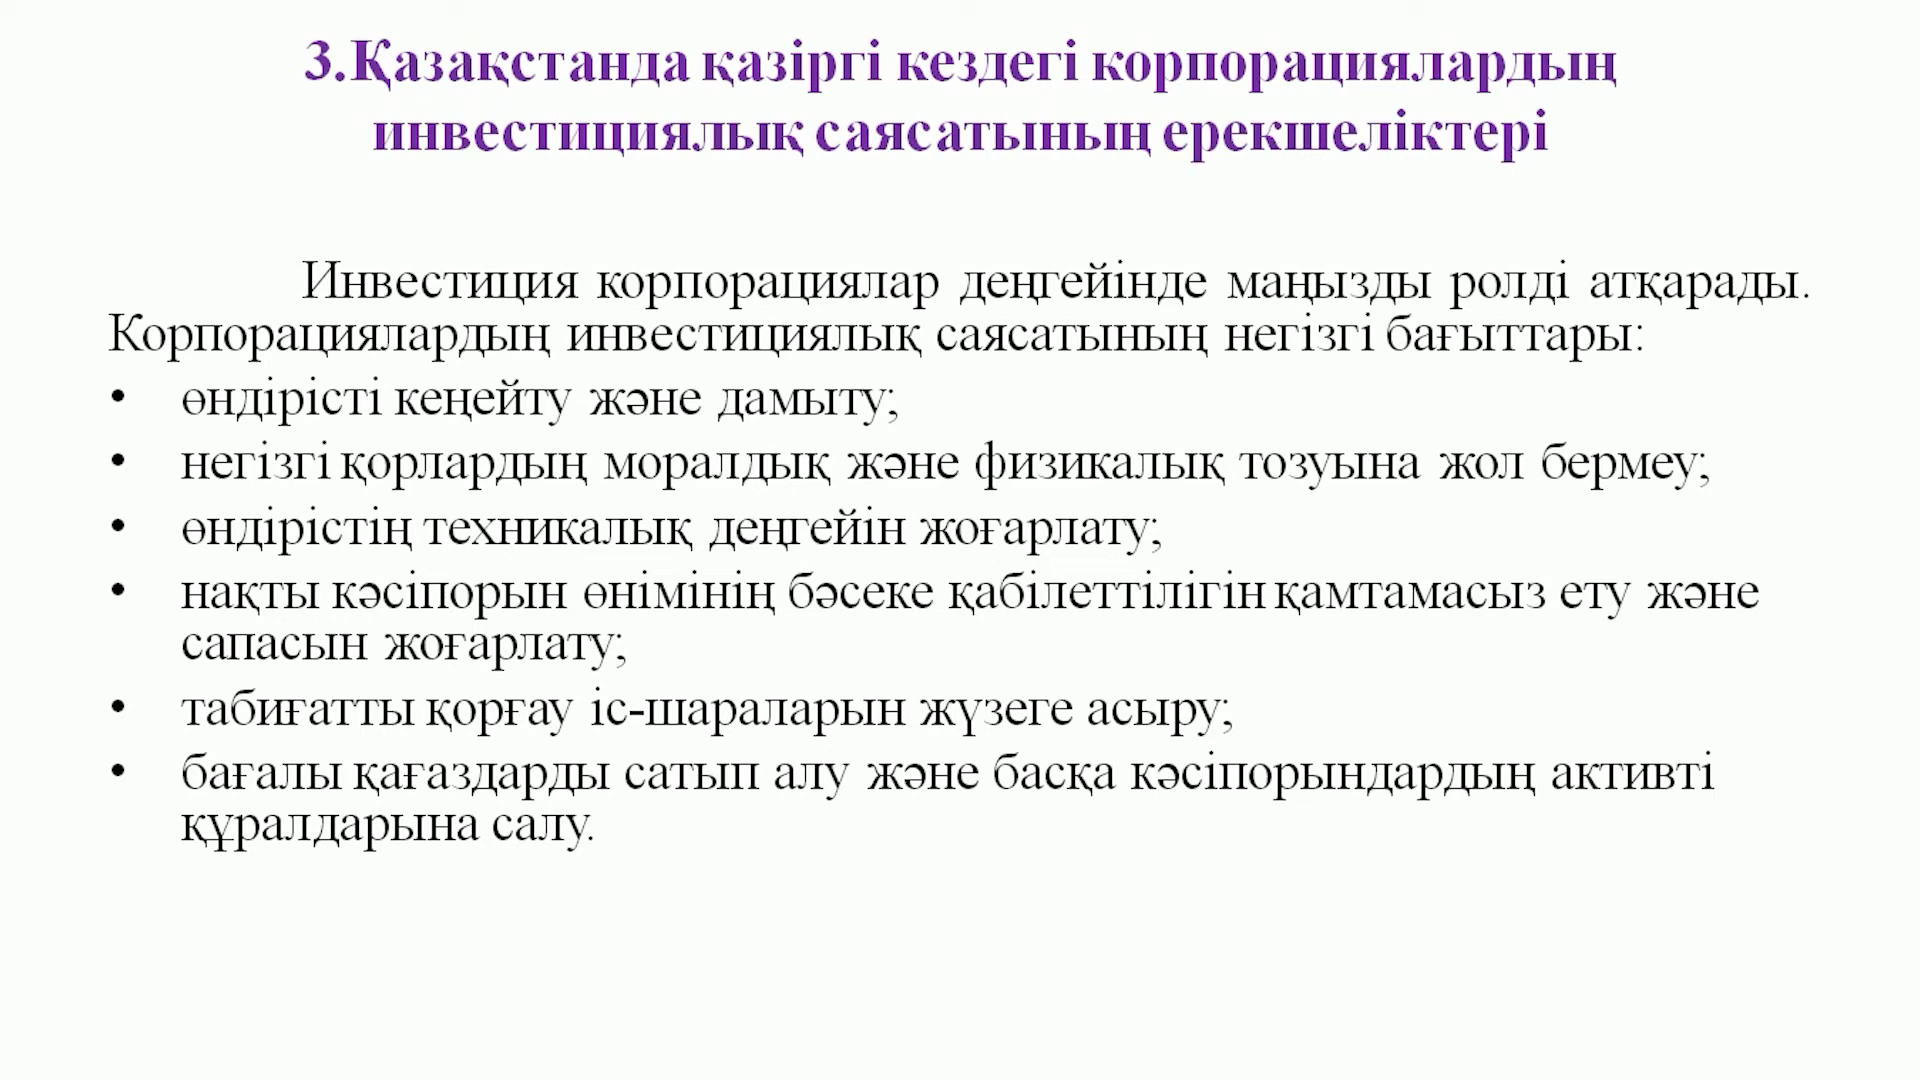 3.Қазақстанда қазіргі кездегі корпорациялардың
инвестициялық саясатының ерекшеліктері
Инвестиция корпорациялар деңгейінде маңызды ролді атқарады.
Корпорациялардың инвестициялық саясатының негізгі бағыттары:
• өндірісті кеңейту және дамыту;
• негізгі қорлардың моралдық және физикалық тозуына жол бермеу;
• өндірістің техникалық деңгейін жоғарлату;
• нақты кәсіпорын өнімінің бәсеке қабілеттілігін қамтамасыз ету және
сапасын жоғарлату;
• табиғатты қорғау іс-шараларын жүзеге асыру;
• бағалы қағаздарды сатып алу және басқа кәсіпорындардың активті
құралдарына салу.